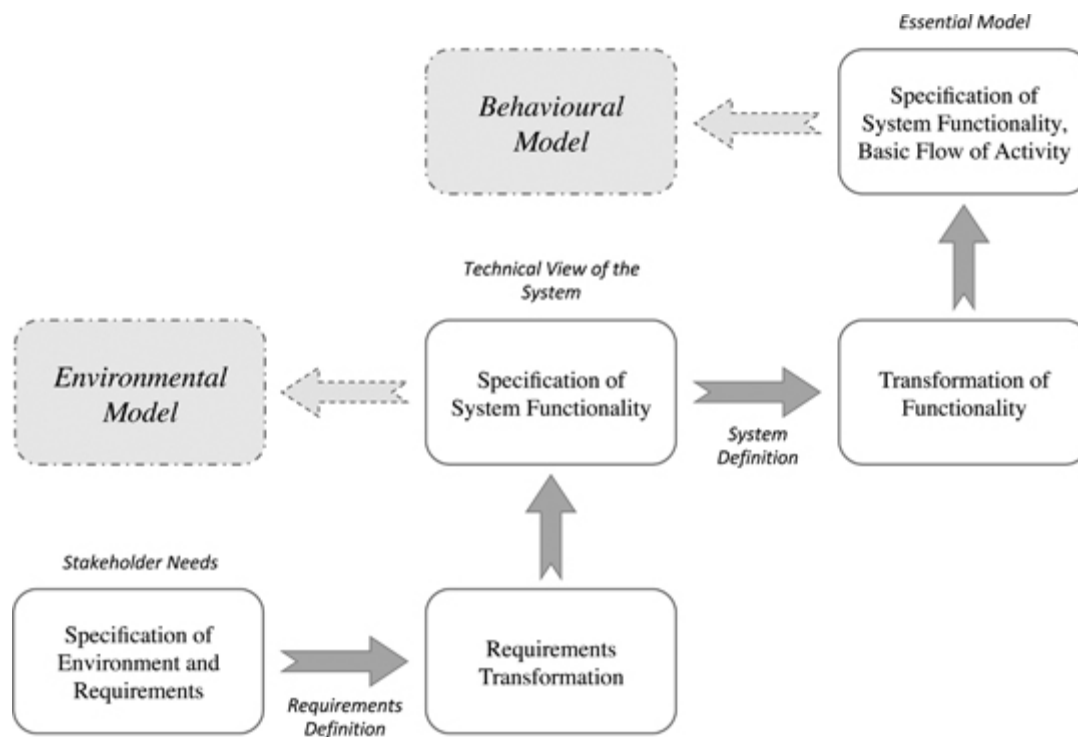 Essential Model
Behavioural
Model
Specification of
System Functionality,
Basic Flow of Activity
Technical View of the
System
Environmental
Model
Specification of
System Functionality
System
Definition
Transformation of
Functionality
Stakeholder Needs
Specification of
Environment and
Requirements
Requirements
Definition
Requirements
Transformation